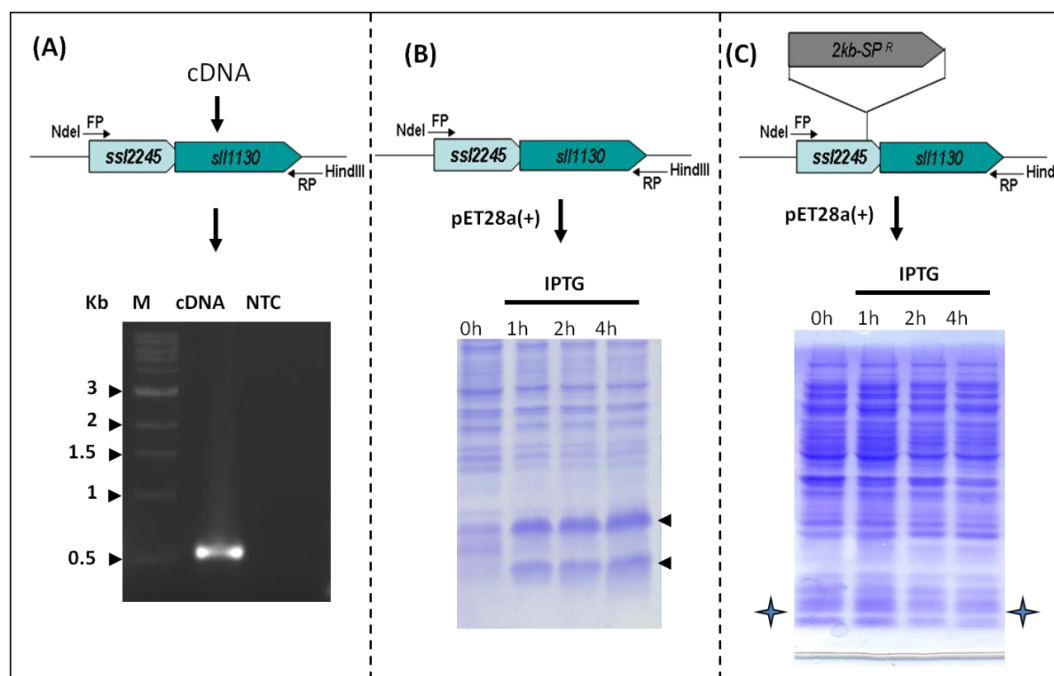 (A)
cDNA
NdeI FP
ssl2245 sll1130
RP HindIII
Kb M cDNA NTC
3
2
1.5
1
0.5
(B)
NdeI FP
ssl2245 sll1130
RP HindIII
pET28a(+)
IPTG
0h 1h 2h 4h
(C)
2kb-SP R
NdeI FP
ssl2245 sll1130
RP Hind
pET28a(+)
IPTG
0h 1h 2h 4h